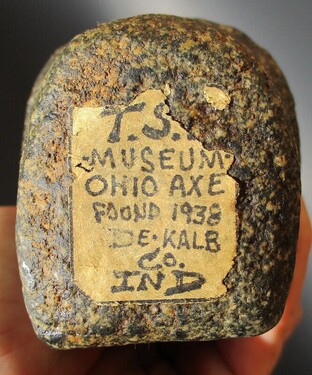 T.S.
MUSEUM
OHIO AXE
FOUND 1938
DE-KALB
CO.
IND